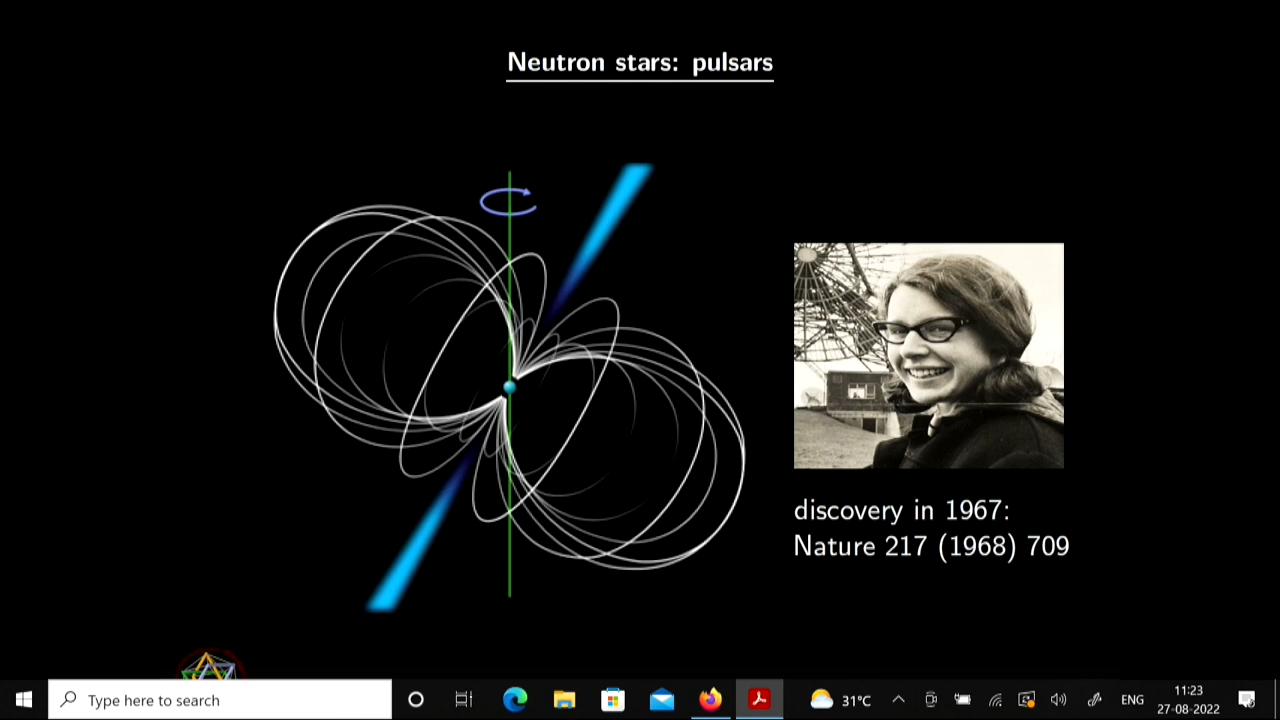 Neutron stars: pulsars
discovery in 1967:
Nature 217 (1968) 709
Type here to search
31°C
ENG
11:23
27-08-2022